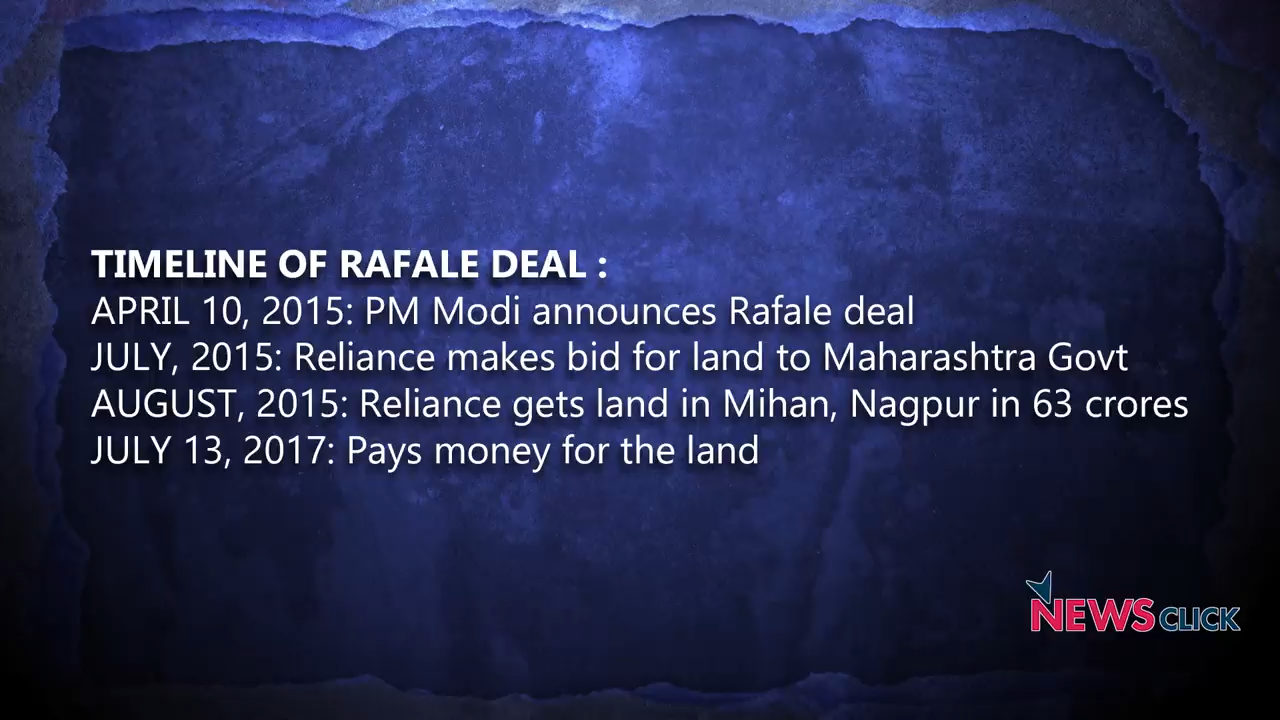 TIMELINE OF RAFALE DEAL :
APRIL 10, 2015: PM Modi announces Rafale deal
JULY, 2015: Reliance makes bid for land to Maharashtra Govt
AUGUST, 2015: Reliance gets land in Mihan, Nagpur in 63 crores
JULY 13, 2017: Pays money for the land
NEWSCLICK